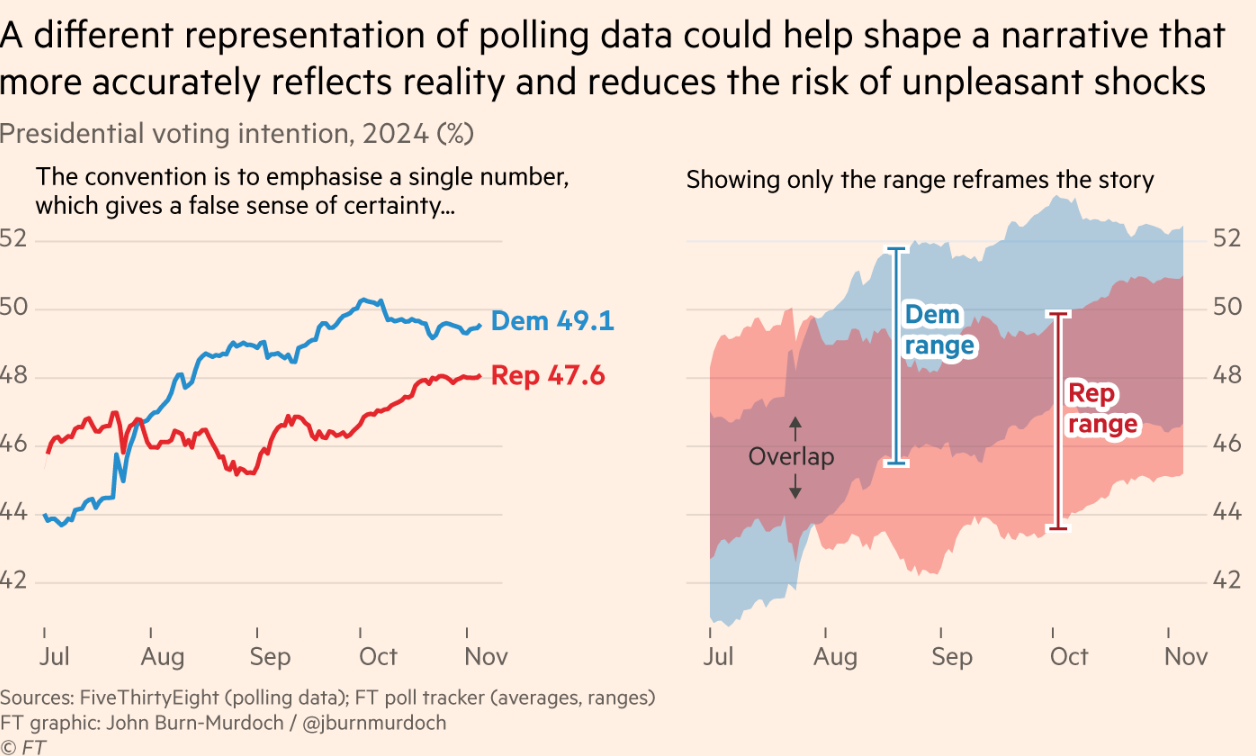 A different representation of polling data could help shape a narrative that
more accurately reflects reality and reduces the risk of unpleasant shocks
Presidential voting intention, 2024 (%)
The convention is to emphasise a single number,
which gives a false sense of certainty...
52
50
48
46
44
42
Dem 49.1
Rep 47.6
Jul
Aug
Sep
Oct
Nov
Showing only the range reframes the story
52
50
48
46
44
42
Dem
range
Rep
range
Overlap
Jul
Aug
Sep
Oct
Nov
Sources: FiveThirtyEight (polling data); FT poll tracker (averages, ranges)
FT graphic: John Burn-Murdoch / @jburnmurdoch
© FT